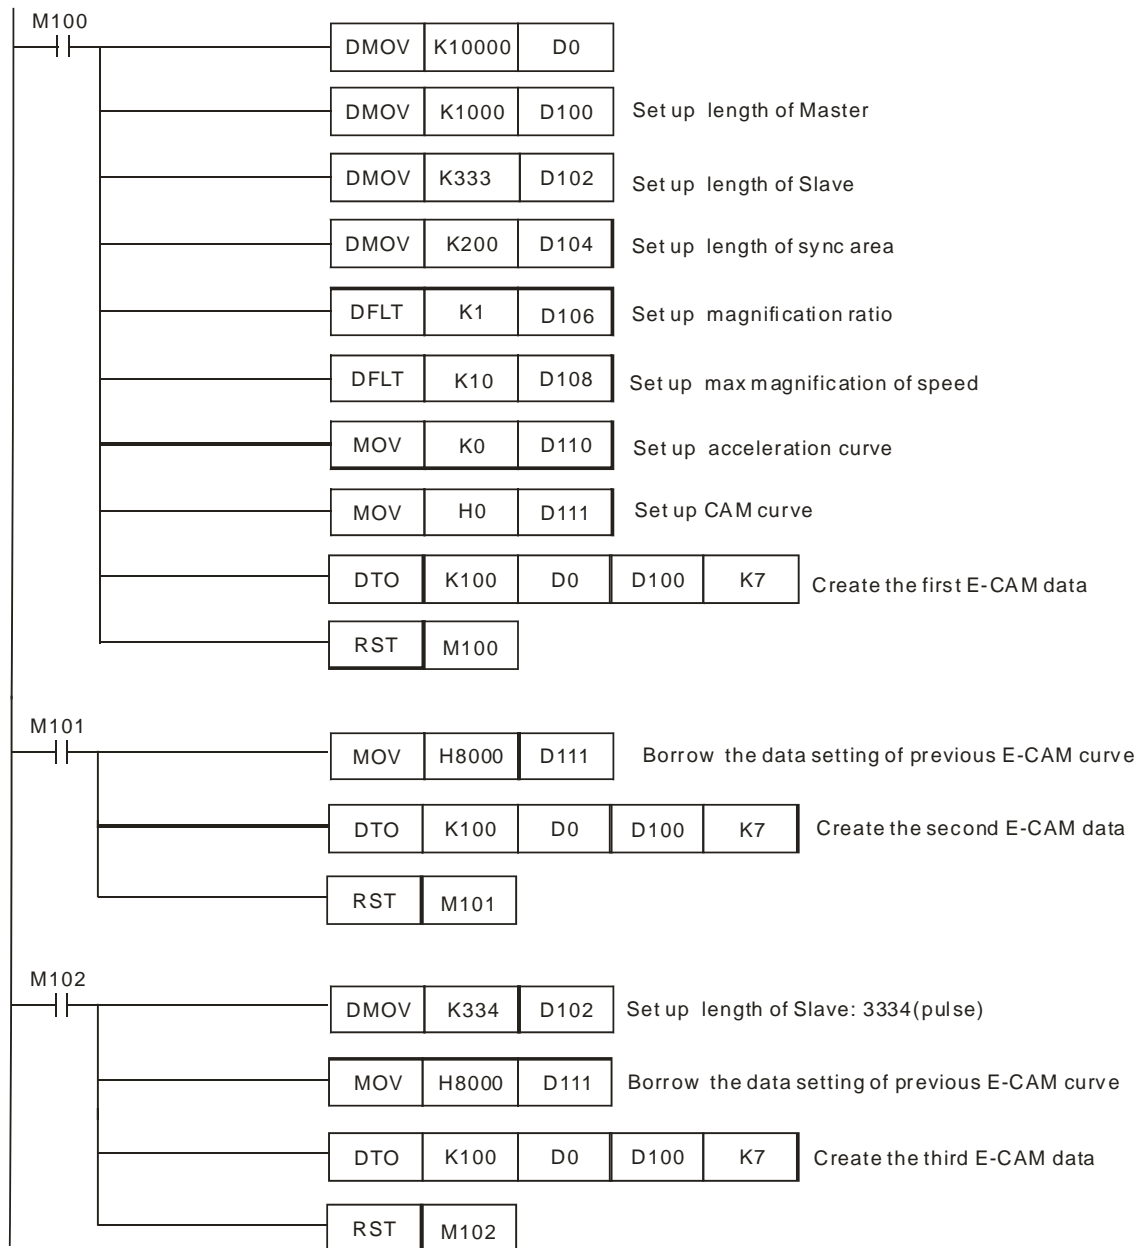 M100
DMOV K10000 D0
DMOV K1000 D100 Set up length of Master
DMOV K333 D102 Set up length of Slave
DMOV K200 D104 Set up length of sync area
DFLT K1 D106 Set up magnification ratio
DFLT K10 D108 Set up max magnification of speed
MOV K0 D110 Set up acceleration curve
MOV H0 D111 Set up CAM curve
DTO K100 D0 D100 K7 Create the first E-CAM data
RST M100
M101
MOV H8000 D111 Borrow the data setting of previous E-CAM curve
DTO K100 D0 D100 K7 Create the second E-CAM data
RST M101
M102
DMOV K334 D102 Set up length of Slave: 3334(pulse)
MOV H8000 D111 Borrow the data setting of previous E-CAM curve
DTO K100 D0 D100 K7 Create the third E-CAM data
RST M102